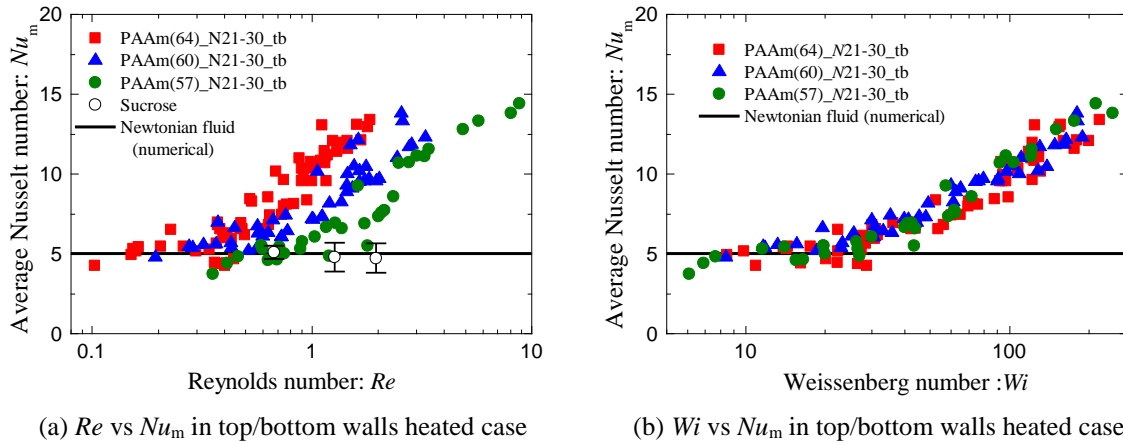 Average Nusselt number: Nu_m
20
15
10
5
0
PAAm(64)_N21-30_tb
PAAm(60)_N21-30_tb
PAAm(57)_N21-30_tb
Sucrose
Newtonian fluid
(numerical)
0.1
1
10
Reynolds number: Re
(a) Re vs Nu_m in top/bottom walls heated case
Average Nusselt number: Nu_m
20
15
10
5
0
PAAm(64)_N21-30_tb
PAAm(60)_N21-30_tb
PAAm(57)_N21-30_tb
Newtonian fluid (numerical)
10
100
Weissenberg number :Wi
(b) Wi vs Nu_m in top/bottom walls heated case